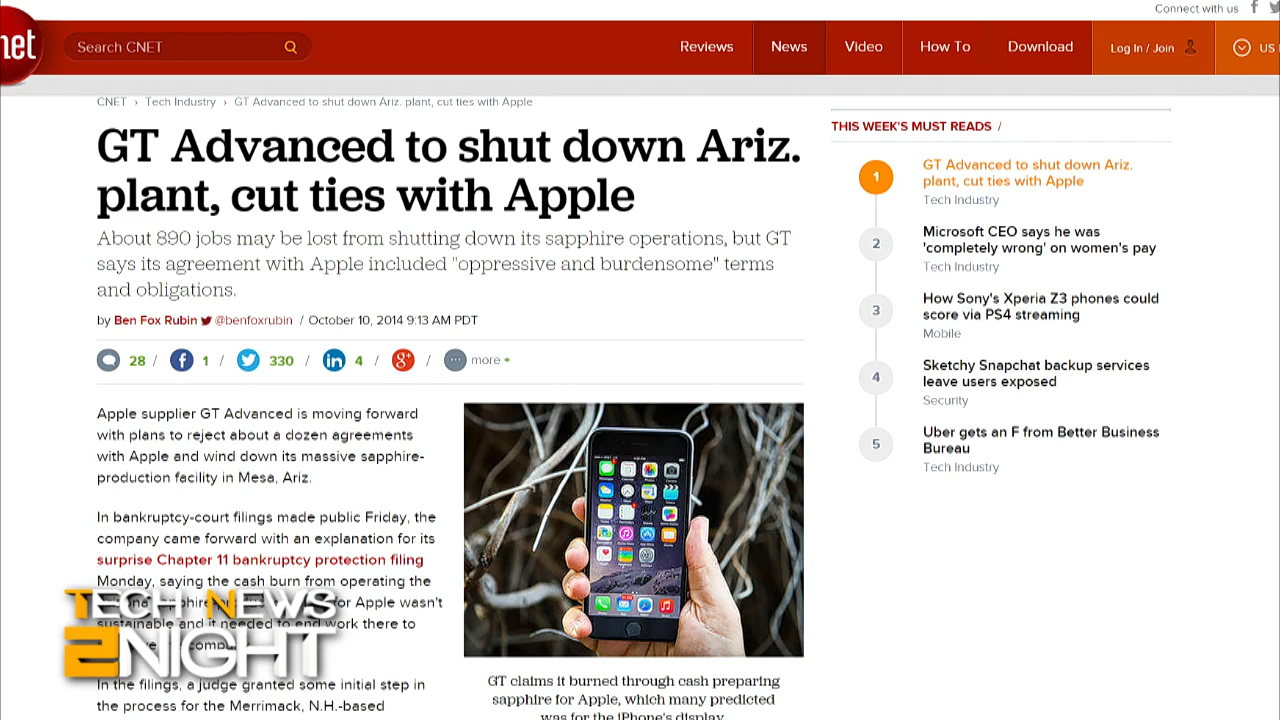 Connect with us
net
Search CNET
Reviews
News
Video
How To
Download
Log In / Join
US
CNET › Tech Industry › GT Advanced to shut down Ariz. plant, cut ties with Apple
GT Advanced to shut down Ariz.
plant, cut ties with Apple
About 890 jobs may be lost from shutting down its sapphire operations, but GT
says its agreement with Apple included "oppressive and burdensome" terms
and obligations.
by Ben Fox Rubin @benfoxrubin / October 10, 2014 9:13 AM PDT
28 / f 1 / 330 / in 4 / g+ / more +
Apple supplier GT Advanced is moving forward
with plans to reject about a dozen agreements
with Apple and wind down its massive sapphire-
production facility in Mesa, Ariz.
In bankruptcy-court filings made public Friday, the
company came forward with an explanation for its
surprise Chapter 11 bankruptcy protection filing
Monday, saying the cash burn from operating the
for Apple wasn't
sustainable and it needed to end work there to
In the filings, a judge granted some initial step in
the process for the Merrimack, N.H.-based
GT claims it burned through cash preparing
sapphire for Apple, which many predicted
was for the iPhone's display.
THIS WEEK'S MUST READS /
1
GT Advanced to shut down Ariz.
plant, cut ties with Apple
Tech Industry
2
Microsoft CEO says he was
'completely wrong' on women's pay
Tech Industry
3
How Sony's Xperia Z3 phones could
score via PS4 streaming
Mobile
4
Sketchy Snapchat backup services
leave users exposed
Security
5
Uber gets an F from Better Business
Bureau
Tech Industry
TECH NEWS
2NIGHT